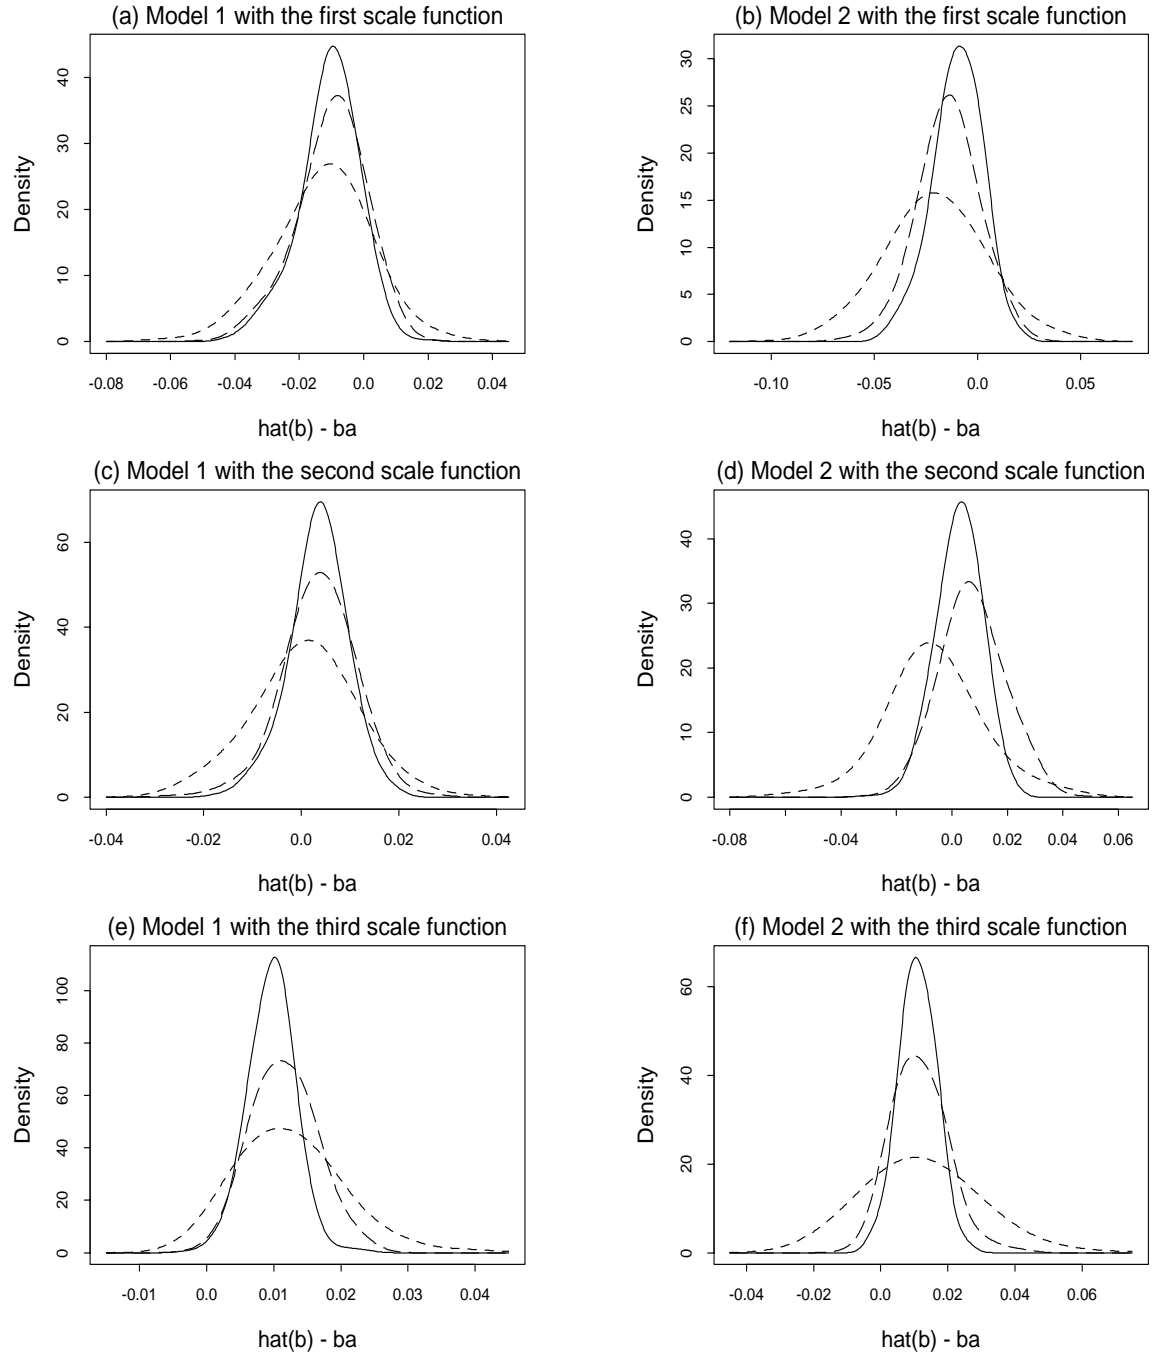 (a) Model 1 with the first scale function
Density
0 10 20 30 40
-0.08 -0.06 -0.04 -0.02 0.0 0.02 0.04
hat(b) - ba
(b) Model 2 with the first scale function
Density
0 5 10 15 20 25 30
-0.10 -0.05 0.0 0.05
hat(b) - ba
(c) Model 1 with the second scale function
Density
0 20 40 60
-0.04 -0.02 0.0 0.02 0.04
hat(b) - ba
(d) Model 2 with the second scale function
Density
0 10 20 30 40
-0.08 -0.04 0.0 0.02 0.04 0.06
hat(b) - ba
(e) Model 1 with the third scale function
Density
0 20 40 60 80 100
-0.01 0.0 0.01 0.02 0.03 0.04
hat(b) - ba
(f) Model 2 with the third scale function
Density
0 20 40 60
-0.04 -0.02 0.0 0.02 0.04 0.06
hat(b) - ba